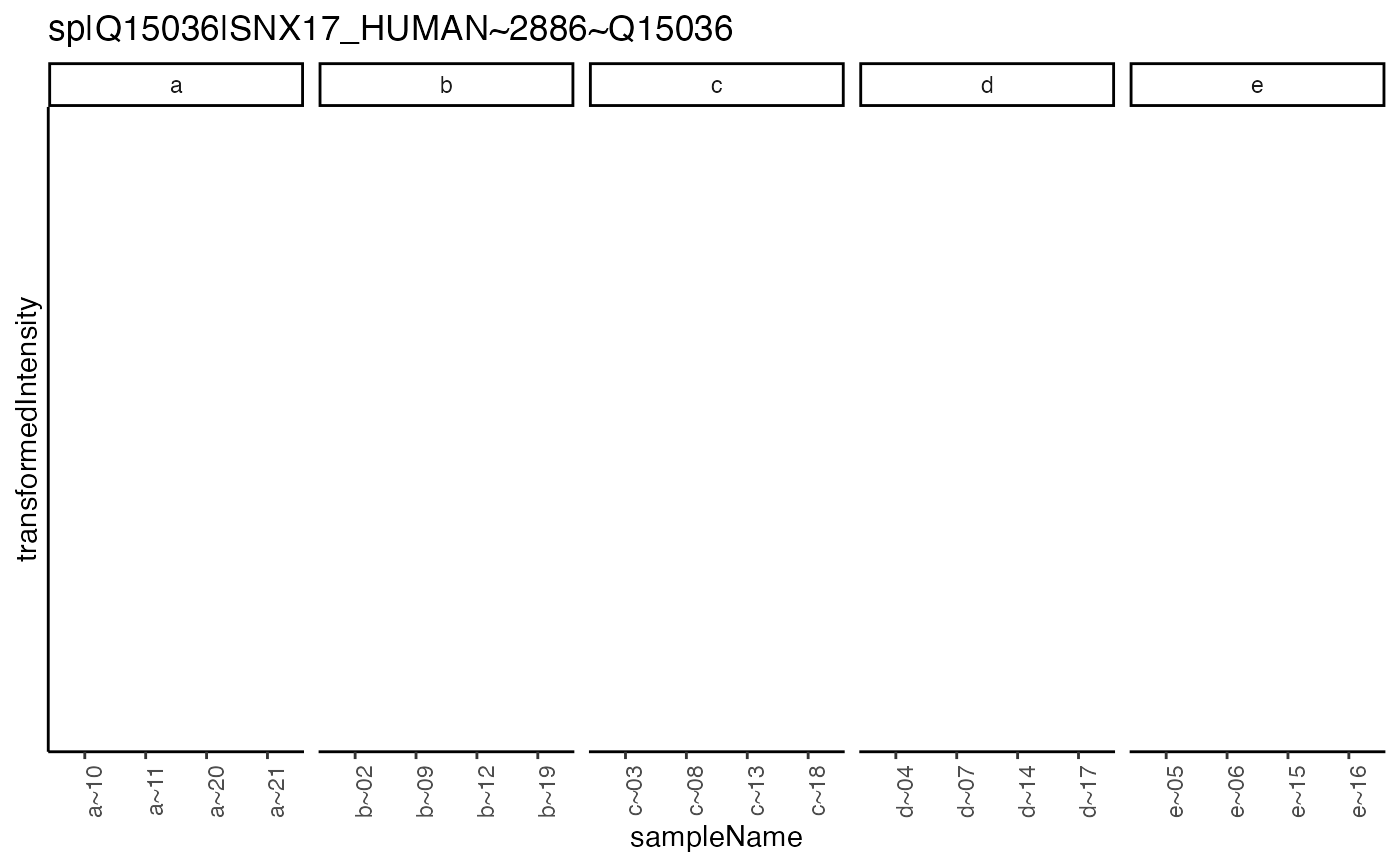 sp|Q15036|SNX17_HUMAN~2886~Q15036
a b c d e
transformedIntensity
a~10 a~11 a~20 a~21 b~02 b~09 b~12 b~19 c~03 c~08 c~13 c~18 d~04 d~07 d~14 d~17 e~05 e~06 e~15 e~16
sampleName